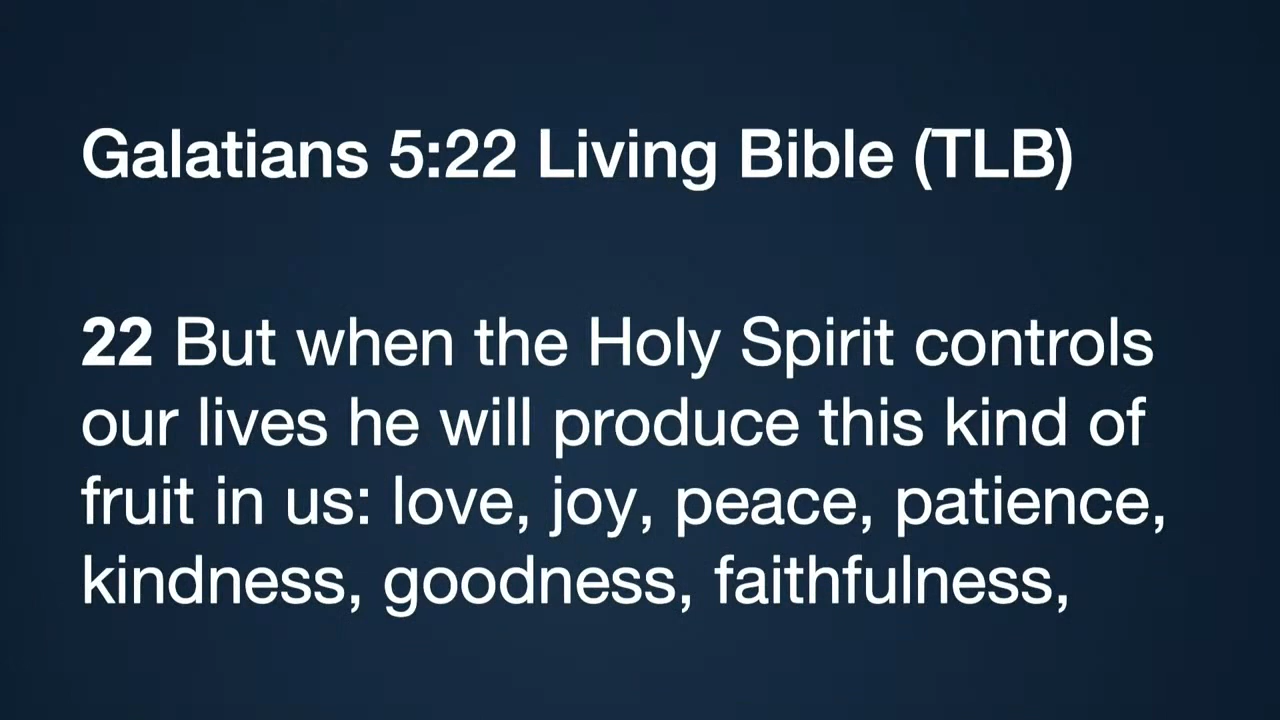 Galatians 5:22 Living Bible (TLB)
22 But when the Holy Spirit controls
our lives he will produce this kind of
fruit in us: love, joy, peace, patience,
kindness, goodness, faithfulness,